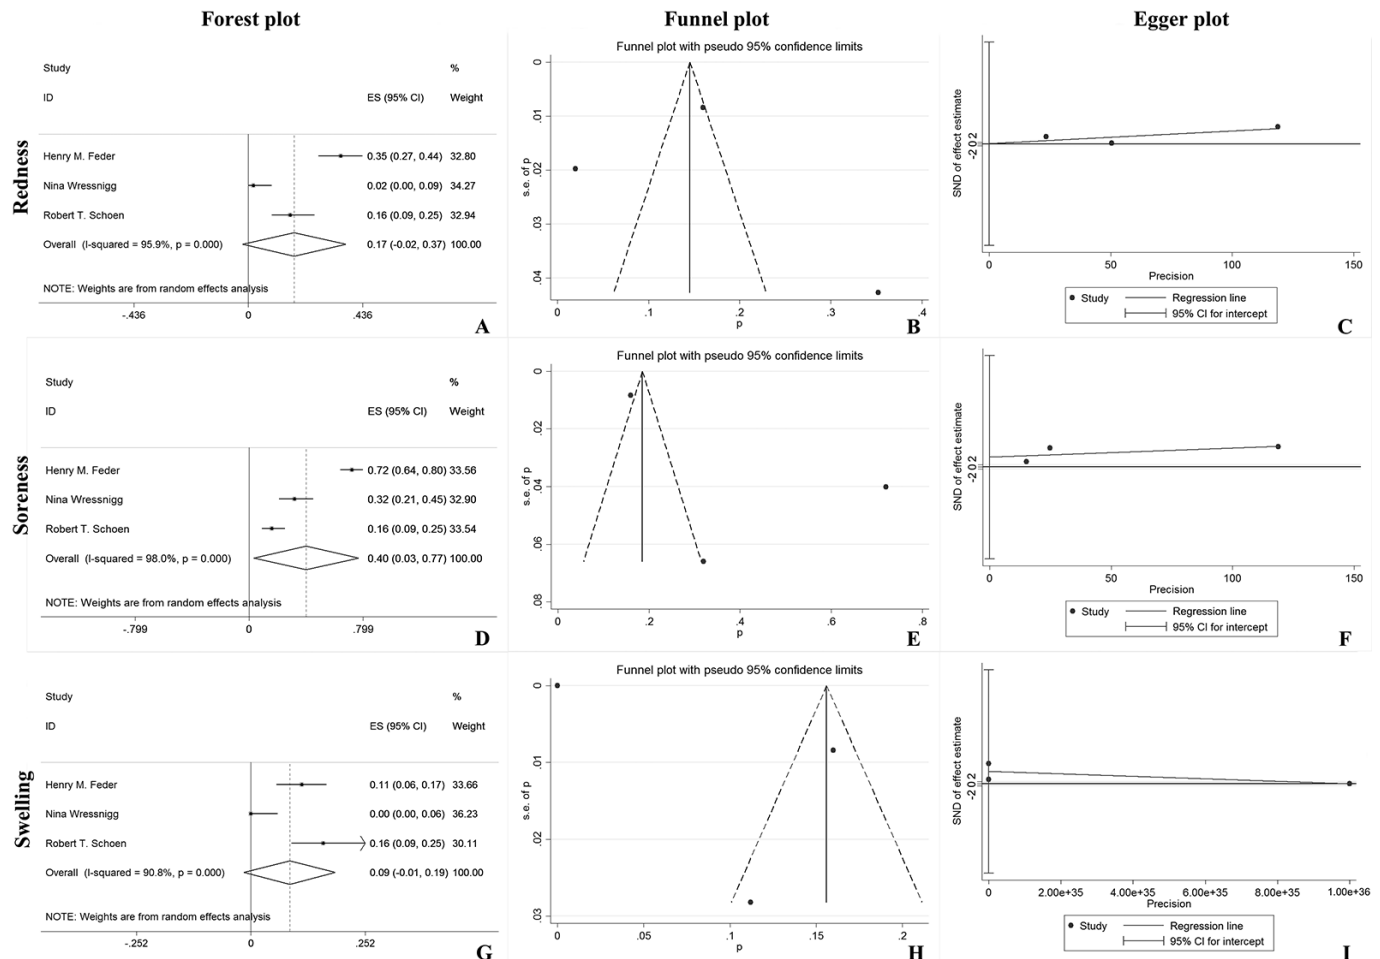 Forest plot
Funnel plot
Egger plot
Redness
Study %
ID ES (95% CI) Weight
Henry M. Feder 0.35 (0.27, 0.44) 32.80
Nina Wressnigg 0.02 (0.00, 0.09) 34.27
Robert T. Schoen 0.16 (0.09, 0.25) 32.94
Overall (I-squared = 95.9%, p = 0.000) 0.17 (-0.02, 0.37) 100.00
NOTE: Weights are from random effects analysis
-.436 0 .436
A
Funnel plot with pseudo 95% confidence limits
s.e. of p
0
.01
.02
.03
.04
0 .1 .2 .3 .4
p
B
SND of effect estimate
-2 0 2
0 50 100 150
Precision
Study Regression line
95% CI for intercept
C
Soreness
Study %
ID ES (95% CI) Weight
Henry M. Feder 0.72 (0.64, 0.80) 33.56
Nina Wressnigg 0.32 (0.21, 0.45) 32.90
Robert T. Schoen 0.16 (0.09, 0.25) 33.54
Overall (I-squared = 98.0%, p = 0.000) 0.40 (0.03, 0.77) 100.00
NOTE: Weights are from random effects analysis
-.799 0 .799
D
Funnel plot with pseudo 95% confidence limits
s.e. of p
0
.02
.04
.06
.08
0 .2 .4 .6 .8
p
E
SND of effect estimate
-2 0 2
0 50 100 150
Precision
Study Regression line
95% CI for intercept
F
Swelling
Study %
ID ES (95% CI) Weight
Henry M. Feder 0.11 (0.06, 0.17) 33.66
Nina Wressnigg 0.00 (0.00, 0.06) 36.23
Robert T. Schoen 0.16 (0.09, 0.25) 30.11
Overall (I-squared = 90.8%, p = 0.000) 0.09 (-0.01, 0.19) 100.00
NOTE: Weights are from random effects analysis
-.252 0 .252
G
Funnel plot with pseudo 95% confidence limits
s.e. of p
0
.01
.02
.03
0 .05 .1 .15 .2
p
H
SND of effect estimate
-2 0 2
0 2.00e+35 4.00e+35 6.00e+35 8.00e+35 1.00e+36
Precision
Study Regression line
95% CI for intercept
I